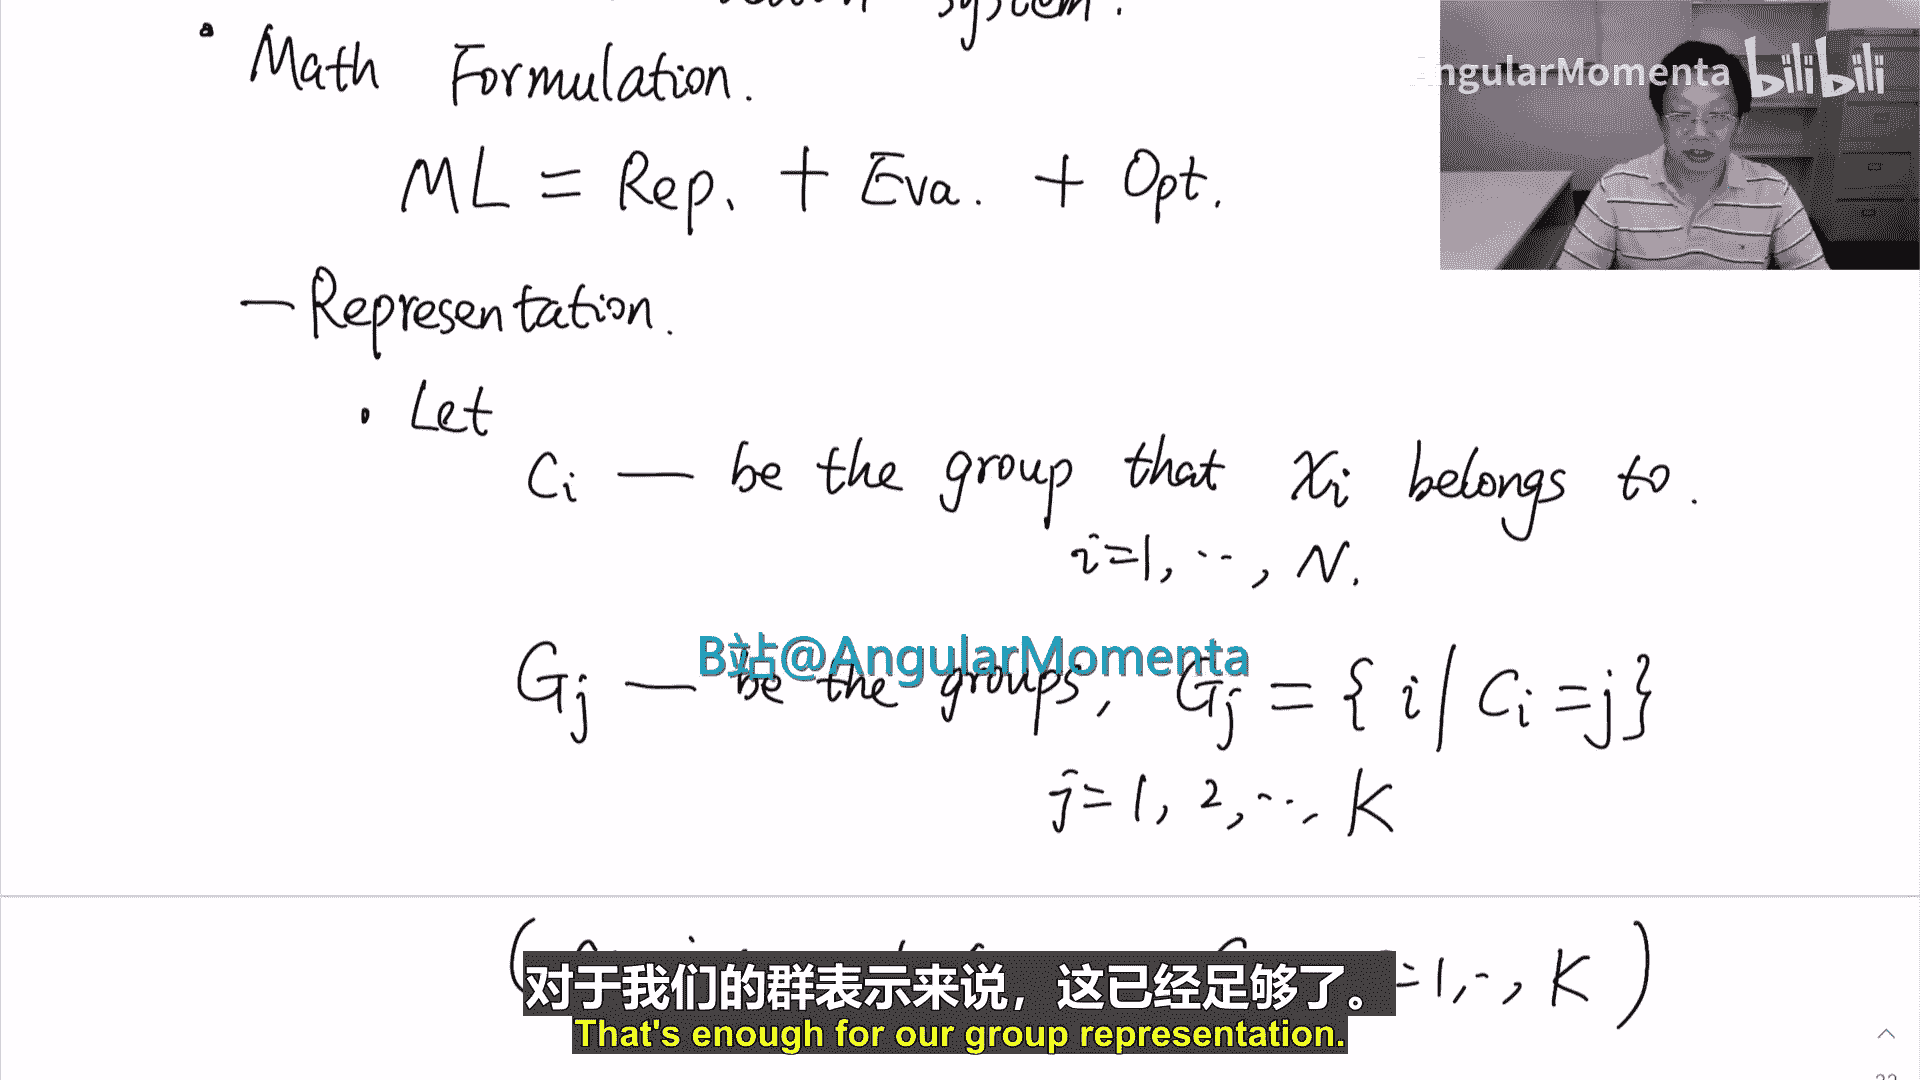 system.
Math Formulation.
ML = Rep. + Eva. + Opt.
— Representation.
· Let
Ci — be the group that Xi belongs to.
i=1, ..., N.
Gj — be the groups, Gj = { i | Ci = j }
j=1, 2, ..., K
=1, .., K )
对于我们的群表示来说，这已经足够了。
That's enough for our group representation.
B站@AngularMomenta
ngularMomenta bilibili